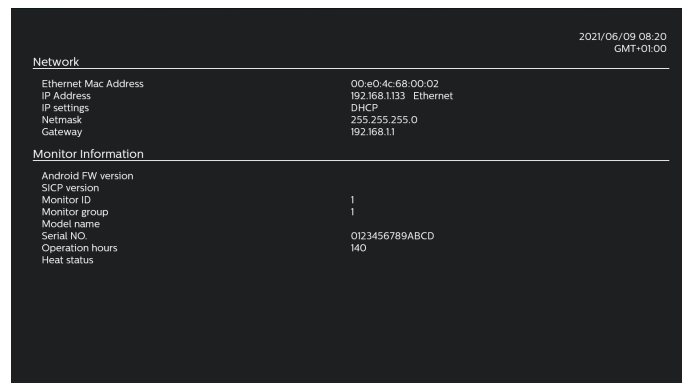 2021/06/09 08:20
GMT+01:00
Network
Ethernet Mac Address 00:e0:4c:68:00:02
IP Address 192.168.1.133 Ethernet
IP settings DHCP
Netmask 255.255.255.0
Gateway 192.168.1.1
Monitor Information
Android FW version
SICP version
Monitor ID 1
Monitor group 1
Model name
Serial NO. 0123456789ABCD
Operation hours 140
Heat status